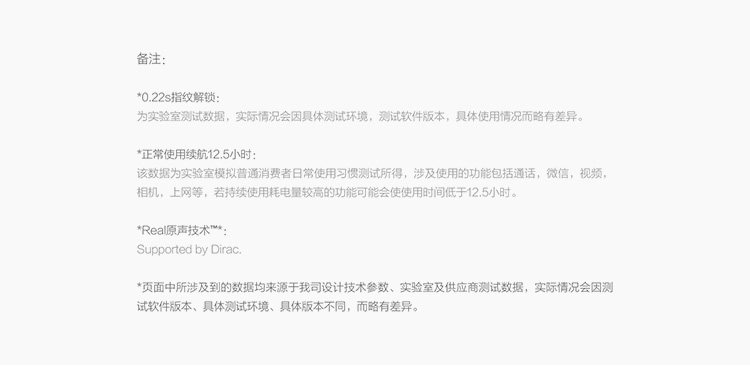 备注：
*0.22s指纹解锁：
为实验室测试数据，实际情况会因具体测试环境，测试软件版本，具体使用情况而略有差异。
*正常使用续航12.5小时：
该数据为实验室模拟普通消费者日常使用习惯测试所得，涉及使用的功能包括通话，微信，视频，
相机，上网等，若持续使用耗电量较高的功能可能会使使用时间低于12.5小时。
*Real原声技术™*：
Supported by Dirac.
*页面中所涉及到的数据均来源于我司设计技术参数、实验室及供应商测试数据，实际情况会因测
试软件版本、具体测试环境、具体版本不同，而略有差异。